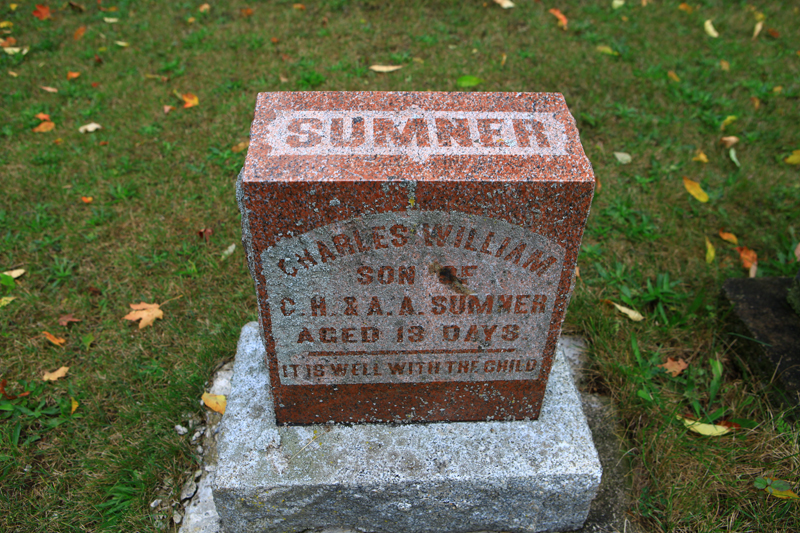 SUMNER
CHARLES WILLIAM
SON OF
C. H. & A. A. SUMNER
AGED 13 DAYS
IT IS WELL WITH THE CHILD